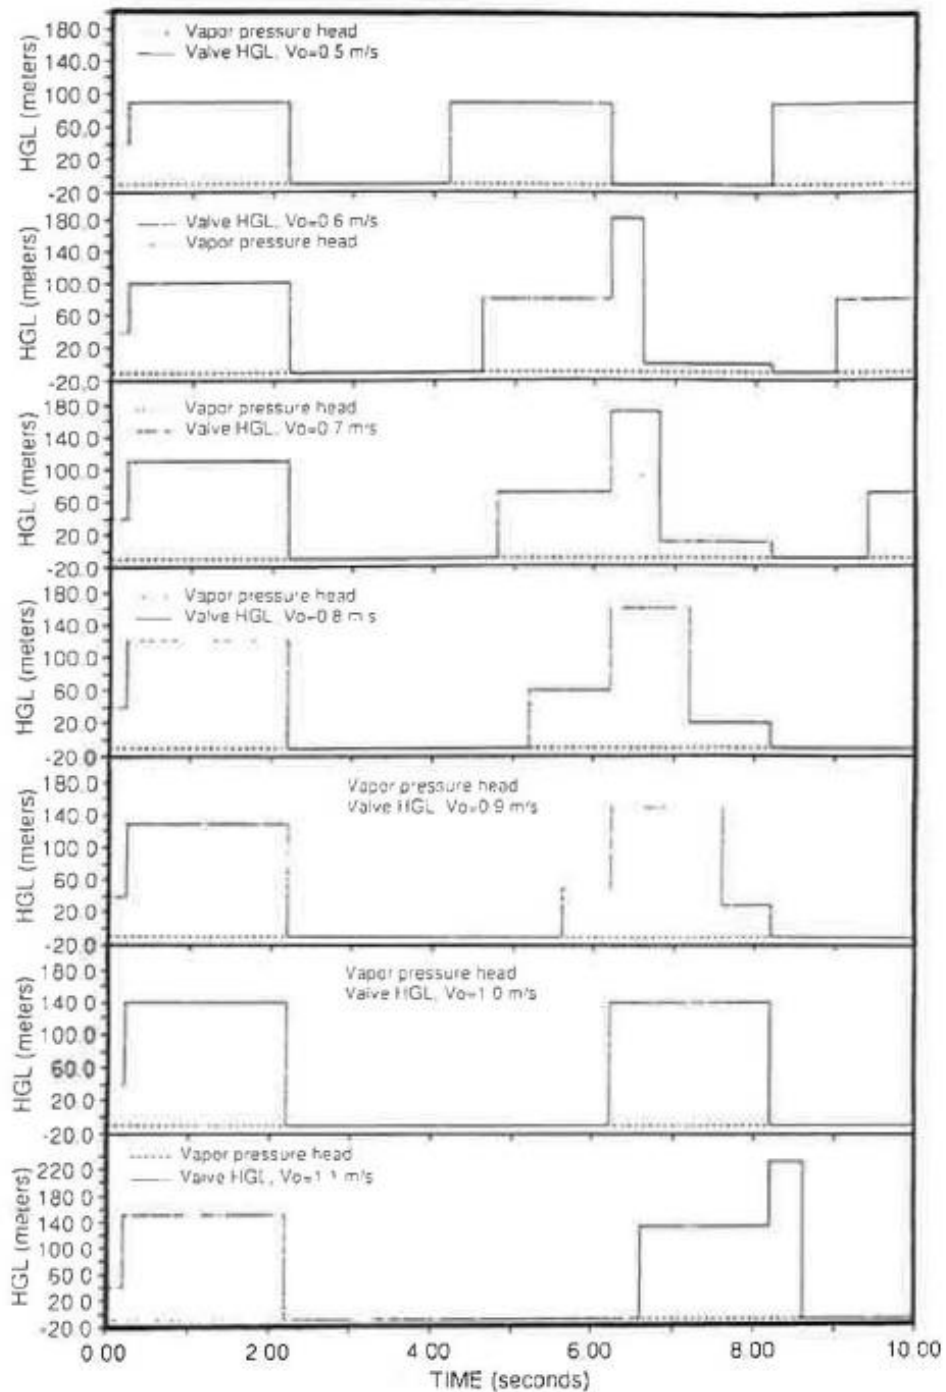 HGL (meters)
180.0
140.0
100.0
60.0
20.0
-20.0
Vapor pressure head
Valve HGL, Vo=0.5 m/s
HGL (meters)
180.0
140.0
100.0
60.0
20.0
-20.0
Valve HGL, Vo=0.6 m/s
Vapor pressure head
HGL (meters)
180.0
140.0
100.0
60.0
20.0
-20.0
Vapor pressure head
Valve HGL, Vo=0.7 m/s
HGL (meters)
180.0
140.0
100.0
60.0
20.0
-20.0
Vapor pressure head
Valve HGL, Vo=0.8 m/s
HGL (meters)
180.0
140.0
100.0
60.0
20.0
-20.0
Vapor pressure head
Valve HGL, Vo=0.9 m/s
HGL (meters)
180.0
140.0
100.0
60.0
20.0
-20.0
Vapor pressure head
Valve HGL, Vo=1.0 m/s
HGL (meters)
220.0
180.0
140.0
100.0
60.0
20.0
-20.0
Vapor pressure head
Valve HGL, Vo=1.1 m/s
0.00 2.00 4.00 6.00 8.00 10.00
TIME (seconds)